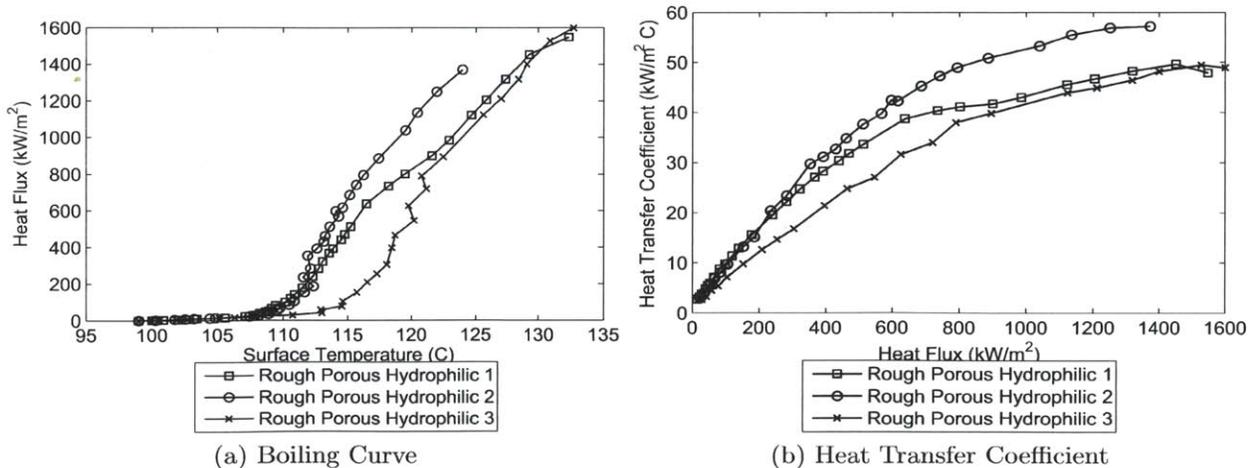 1600
1400
1200
1000
800
600
400
200
0
Heat Flux (kW/m²)
95 100 105 110 115 120 125 130 135
Surface Temperature (C)
Rough Porous Hydrophilic 1
Rough Porous Hydrophilic 2
Rough Porous Hydrophilic 3
(a) Boiling Curve
60
50
40
30
20
10
0
Heat Transfer Coefficient (kW/m² C)
0 200 400 600 800 1000 1200 1400 1600
Heat Flux (kW/m²)
Rough Porous Hydrophilic 1
Rough Porous Hydrophilic 2
Rough Porous Hydrophilic 3
(b) Heat Transfer Coefficient